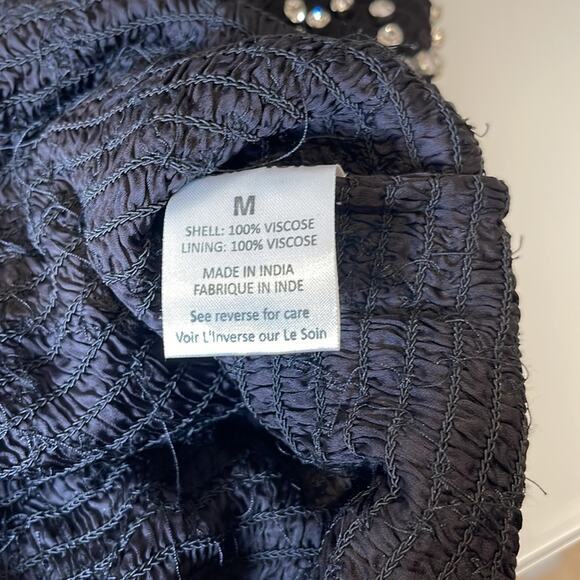 M
SHELL: 100% VISCOSE
LINING: 100% VISCOSE
MADE IN INDIA
FABRIQUE IN INDE
See reverse for care
Voir L'Inverse our Le Soin